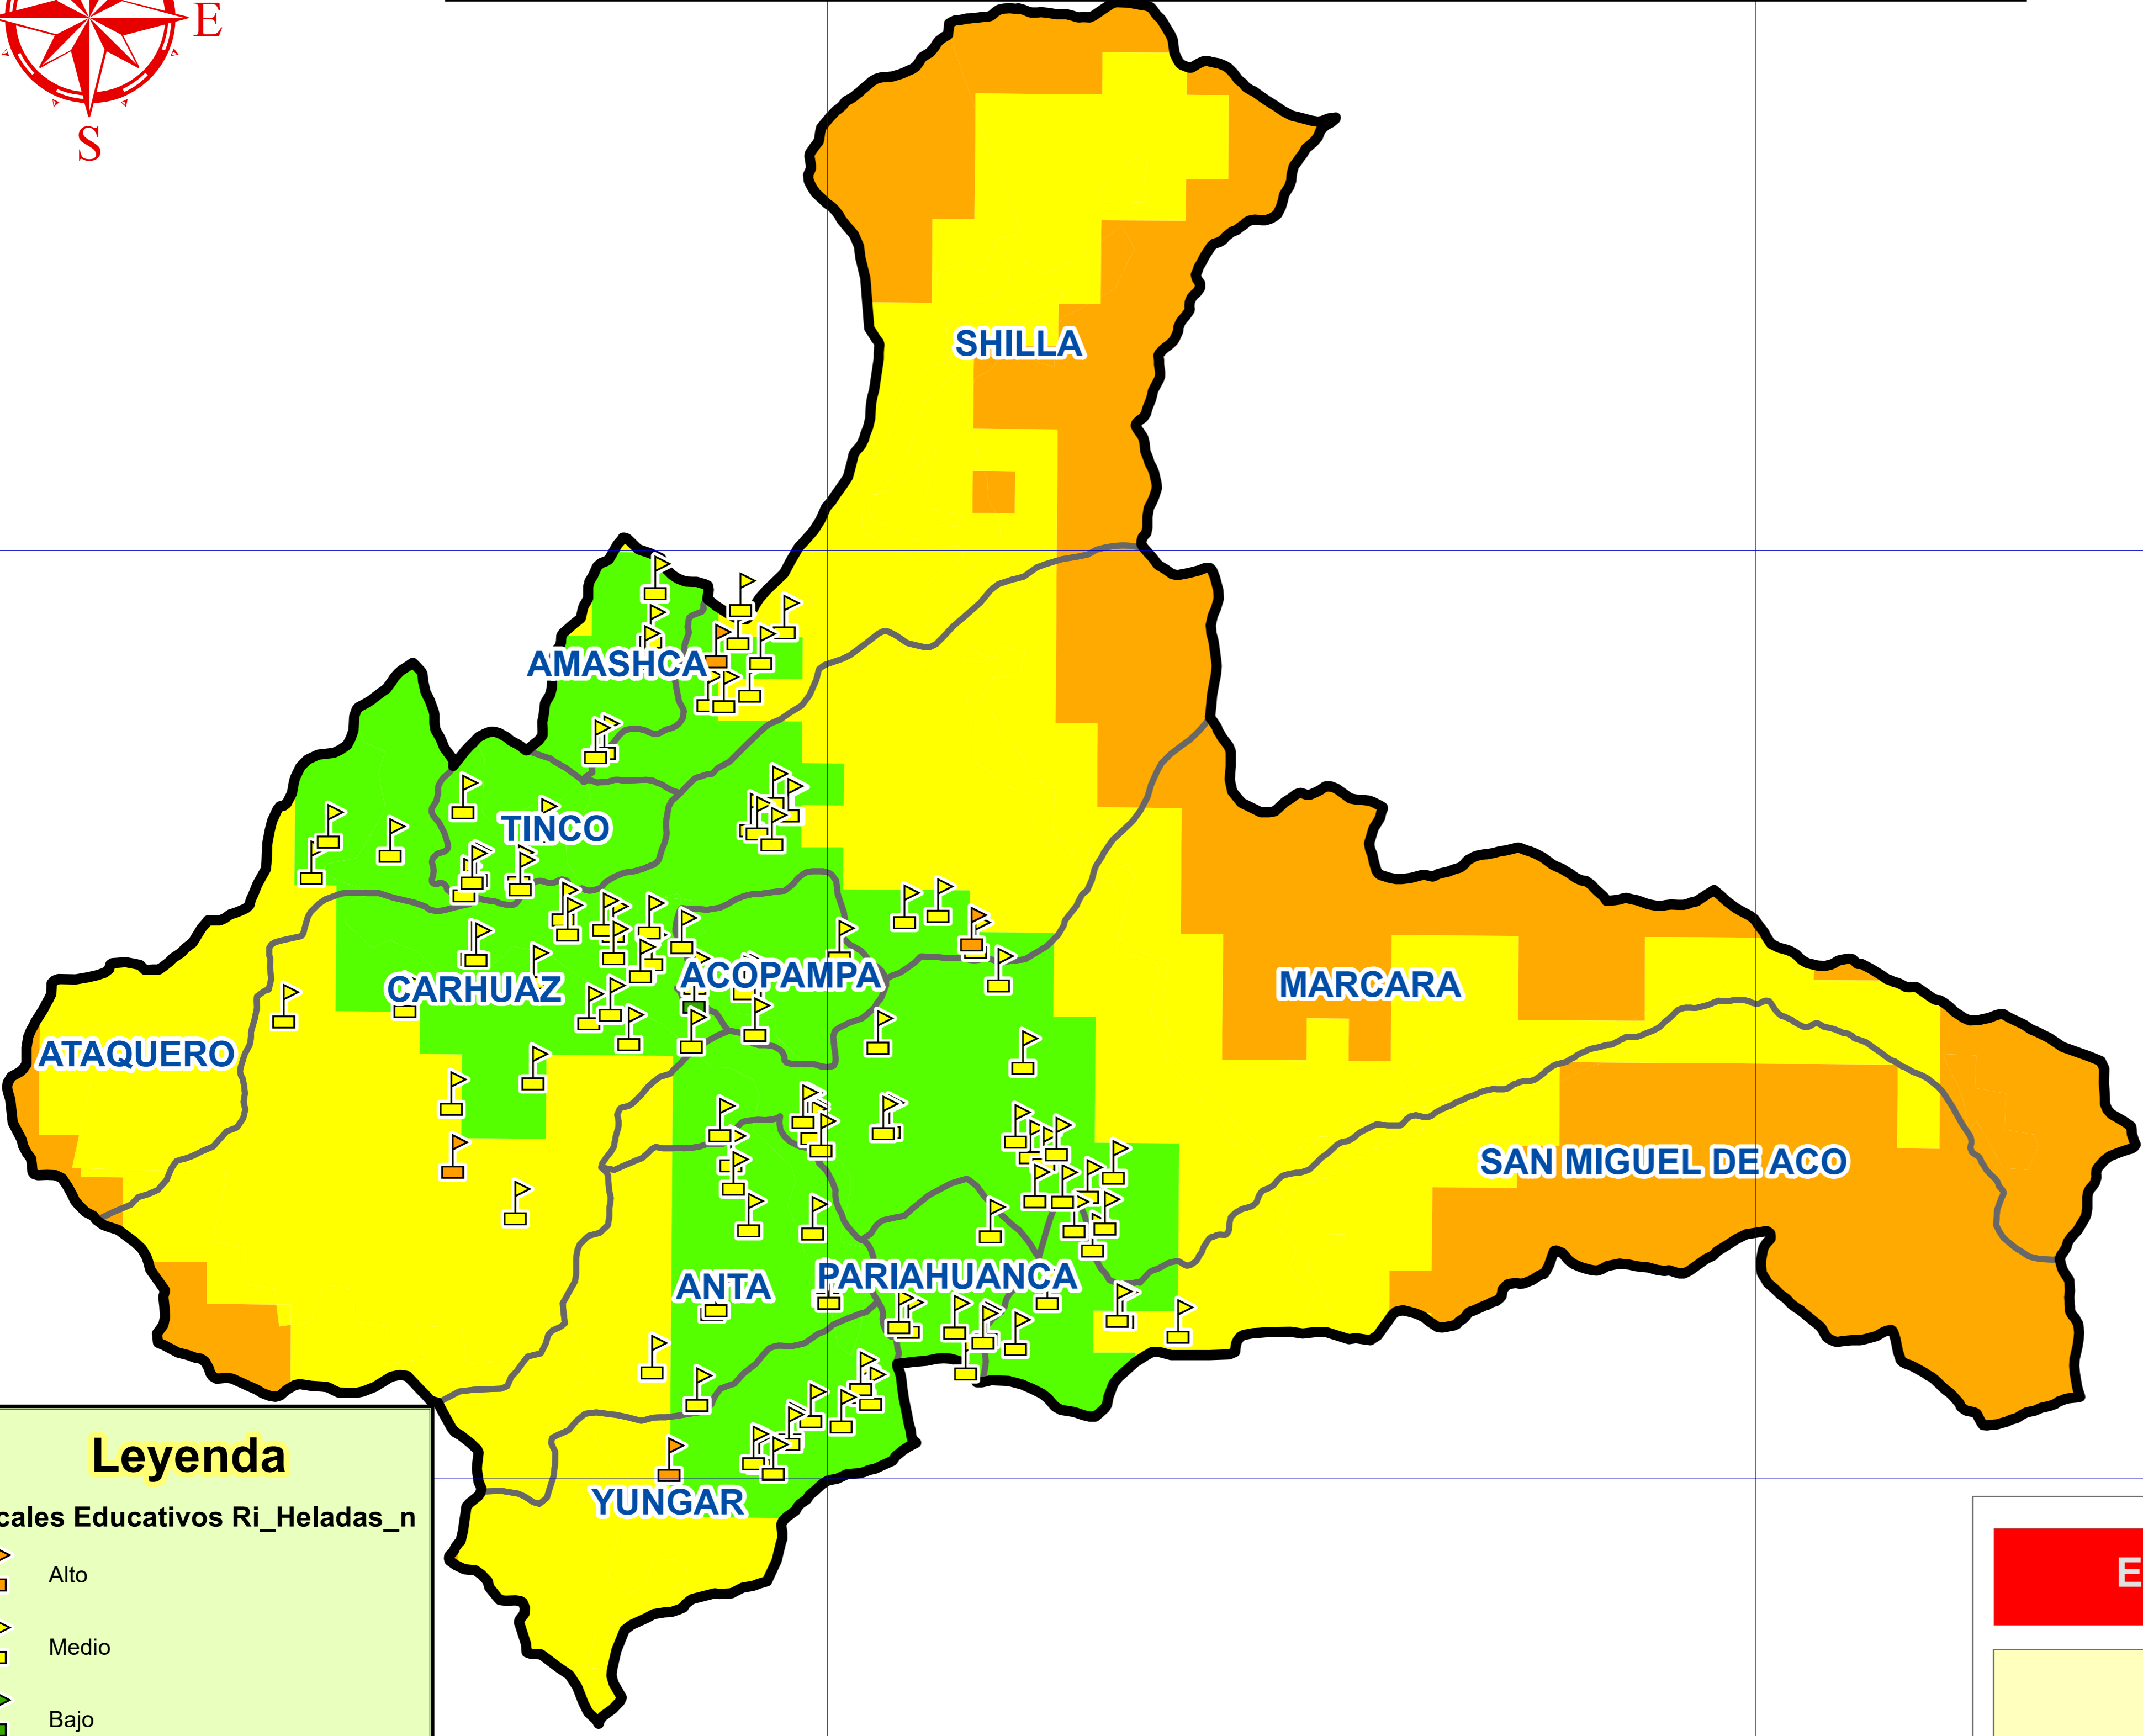 E
S
SHILLA
AMASHCA
TINCO
CARHUAZ
ACOPAMPA
MARCARA
ATAQUERO
SAN MIGUEL DE ACO
ANTA
PARIAHUANCA
YUNGAR
Leyenda
cales Educativos Ri_Heladas_n
Alto
Medio
Bajo
E